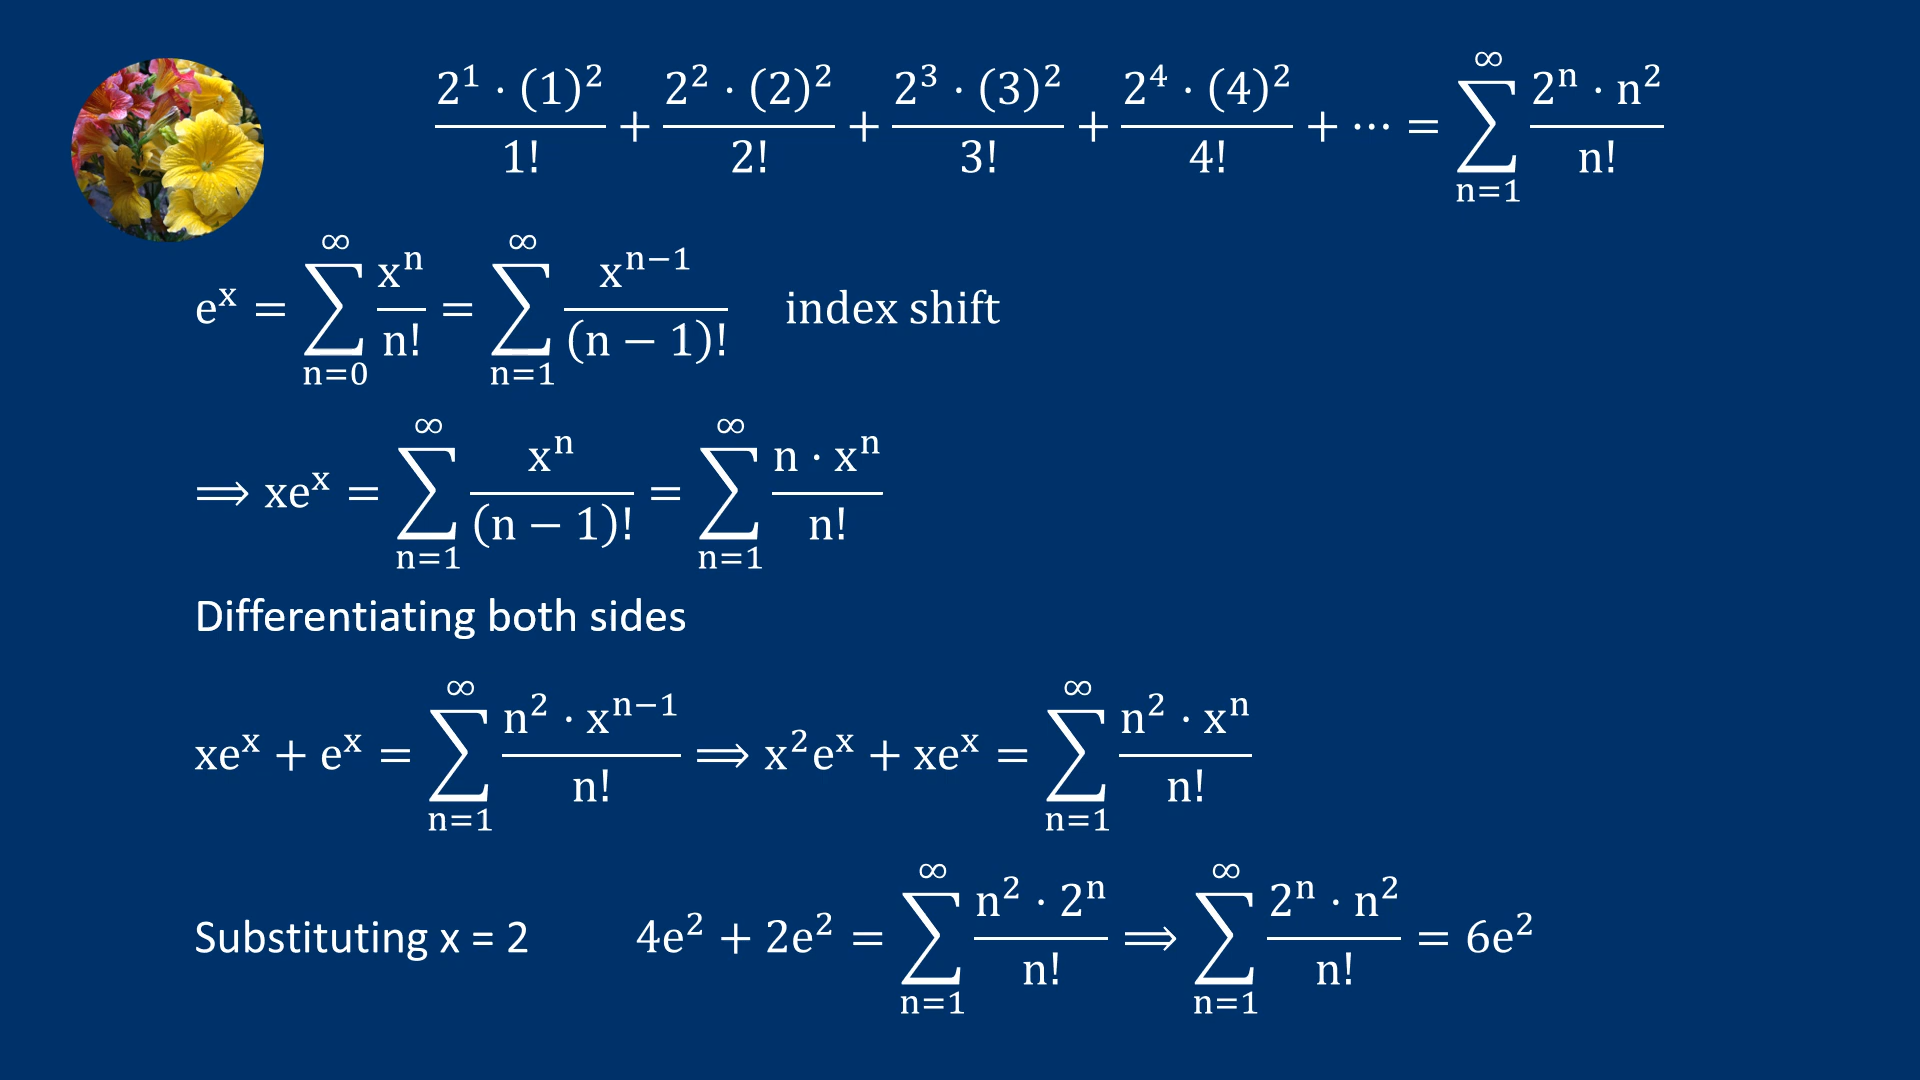 2¹ · (1)²/1! + 2² · (2)²/2! + 2³ · (3)²/3! + 2⁴ · (4)²/4! + ⋯ = ∑_{n=1}^{∞} 2ⁿ · n²/n!
eˣ = ∑_{n=0}^{∞} xⁿ/n! = ∑_{n=1}^{∞} xⁿ⁻¹/(n − 1)! index shift
⟹ xeˣ = ∑_{n=1}^{∞} xⁿ/(n − 1)! = ∑_{n=1}^{∞} n · xⁿ/n!
Differentiating both sides
xeˣ + eˣ = ∑_{n=1}^{∞} n² · xⁿ⁻¹/n! ⟹ x²eˣ + xeˣ = ∑_{n=1}^{∞} n² · xⁿ/n!
Substituting x = 2 4e² + 2e² = ∑_{n=1}^{∞} n² · 2ⁿ/n! ⟹ ∑_{n=1}^{∞} 2ⁿ · n²/n! = 6e²